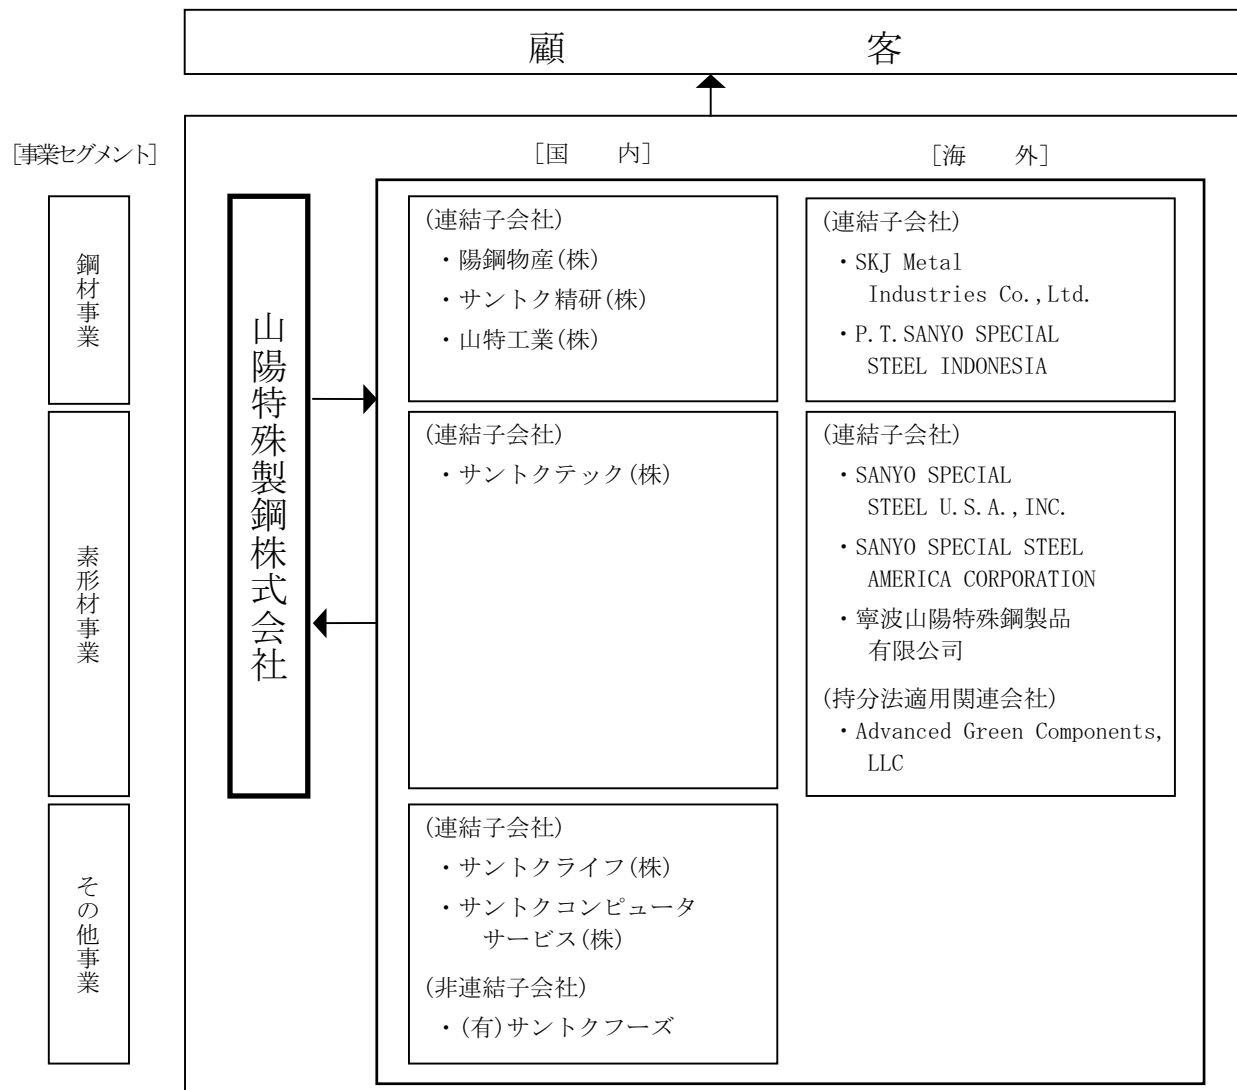 顧　客
[事業セグメント]
[国　内]
[海　外]
鋼材事業
山陽特殊製鋼株式会社
(連結子会社)
・陽鋼物産(株)
・サントク精研(株)
・山特工業(株)
(連結子会社)
・SKJ Metal
Industries Co.,Ltd.
・P.T.SANYO SPECIAL
STEEL INDONESIA
素形材事業
(連結子会社)
・サントクテック(株)
(連結子会社)
・SANYO SPECIAL
STEEL U.S.A.,INC.
・SANYO SPECIAL STEEL
AMERICA CORPORATION
・寧波山陽特殊鋼製品
有限公司
(持分法適用関連会社)
・Advanced Green Components,
LLC
その他事業
(連結子会社)
・サントクライフ(株)
・サントクコンピュータ
サービス(株)
(非連結子会社)
・(有)サントクフーズ